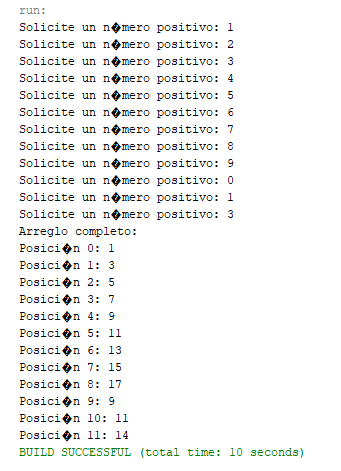 run:
Solicite un n�mero positivo: 1
Solicite un n�mero positivo: 2
Solicite un n�mero positivo: 3
Solicite un n�mero positivo: 4
Solicite un n�mero positivo: 5
Solicite un n�mero positivo: 6
Solicite un n�mero positivo: 7
Solicite un n�mero positivo: 8
Solicite un n�mero positivo: 9
Solicite un n�mero positivo: 0
Solicite un n�mero positivo: 1
Solicite un n�mero positivo: 3
Arreglo completo:
Posici�n 0: 1
Posici�n 1: 3
Posici�n 2: 5
Posici�n 3: 7
Posici�n 4: 9
Posici�n 5: 11
Posici�n 6: 13
Posici�n 7: 15
Posici�n 8: 17
Posici�n 9: 9
Posici�n 10: 11
Posici�n 11: 14
BUILD SUCCESSFUL (total time: 10 seconds)